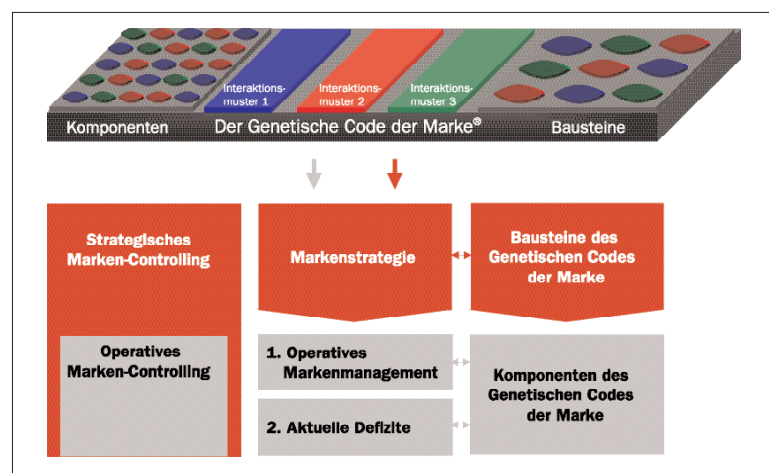 Interaktions-
muster 1
Interaktions-
muster 2
Interaktions-
muster 3
Komponenten
Der Genetische Code der Marke®
Bausteine
Strategisches
Marken-Controlling
Markenstrategie
Bausteine des
Genetischen Codes
der Marke
Operatives
Marken-Controlling
1. Operatives
Markenmanagement
Komponenten des
Genetischen Codes
der Marke
2. Aktuelle Defizite